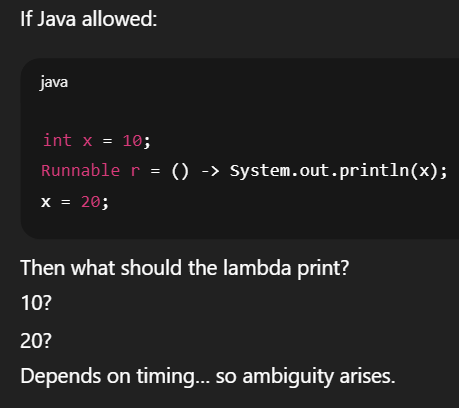 If Java allowed:
java
int x = 10;
Runnable r = () -> System.out.println(x);
x = 20;
Then what should the lambda print?
10?
20?
Depends on timing... so ambiguity arises.